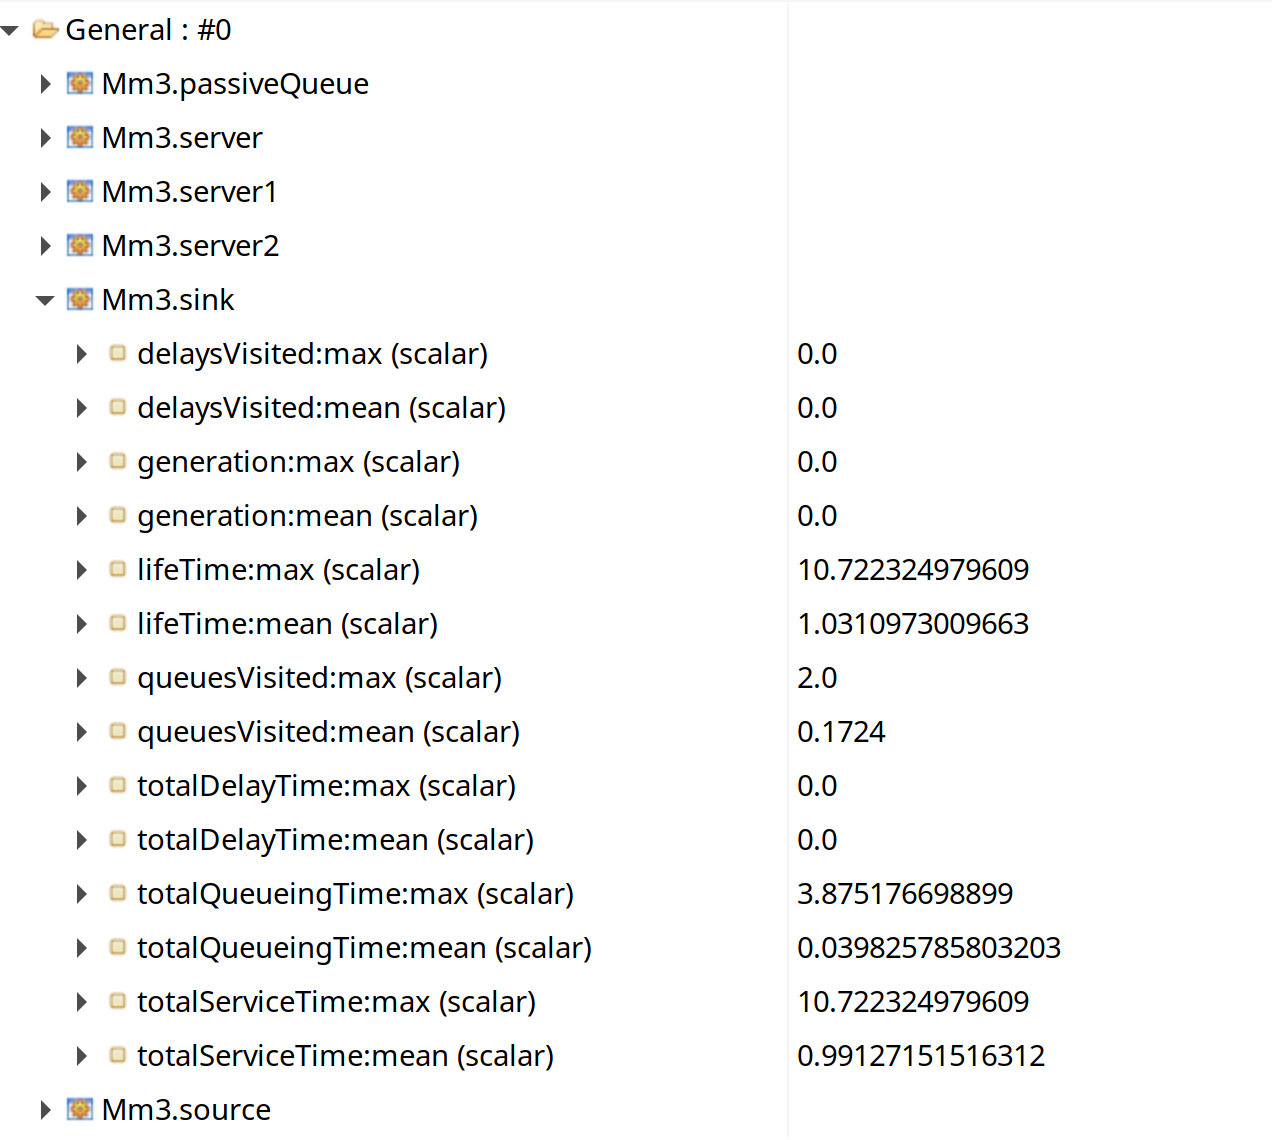 General : #0
Mm3.passiveQueue
Mm3.server
Mm3.server1
Mm3.server2
Mm3.sink
delaysVisited:max (scalar) 0.0
delaysVisited:mean (scalar) 0.0
generation:max (scalar) 0.0
generation:mean (scalar) 0.0
lifeTime:max (scalar) 10.722324979609
lifeTime:mean (scalar) 1.0310973009663
queuesVisited:max (scalar) 2.0
queuesVisited:mean (scalar) 0.1724
totalDelayTime:max (scalar) 0.0
totalDelayTime:mean (scalar) 0.0
totalQueueingTime:max (scalar) 3.875176698899
totalQueueingTime:mean (scalar) 0.039825785803203
totalServiceTime:max (scalar) 10.722324979609
totalServiceTime:mean (scalar) 0.99127151516312
Mm3.source